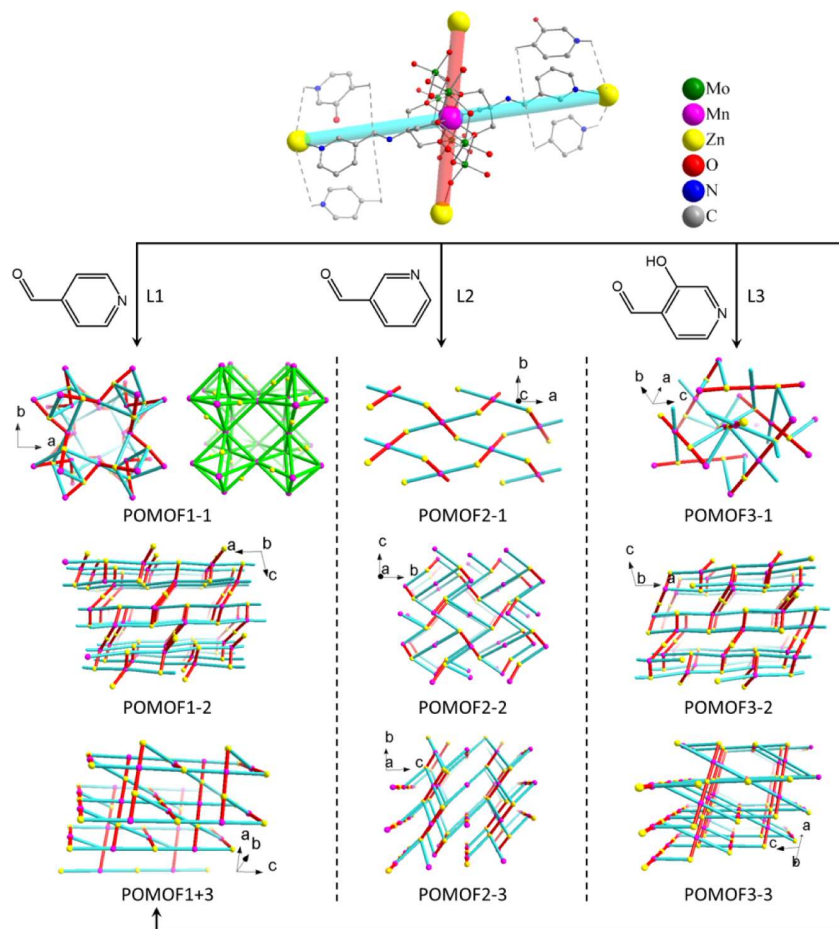 Mo
Mn
Zn
O
N
C
O
N
L1
O
N
L2
HO
O
N
L3
b
a
b
c
a
b
a
c
POMOF1-1
POMOF2-1
POMOF3-1
a
b
c
c
a
b
c
b
a
POMOF1-2
POMOF2-2
POMOF3-2
a
b
c
b
a
c
a
c
b
POMOF1+3
POMOF2-3
POMOF3-3